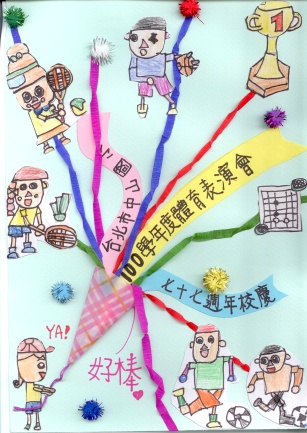 1
台北市中山國小
100學年度體育表演會
七十七週年校慶
YA!
好棒